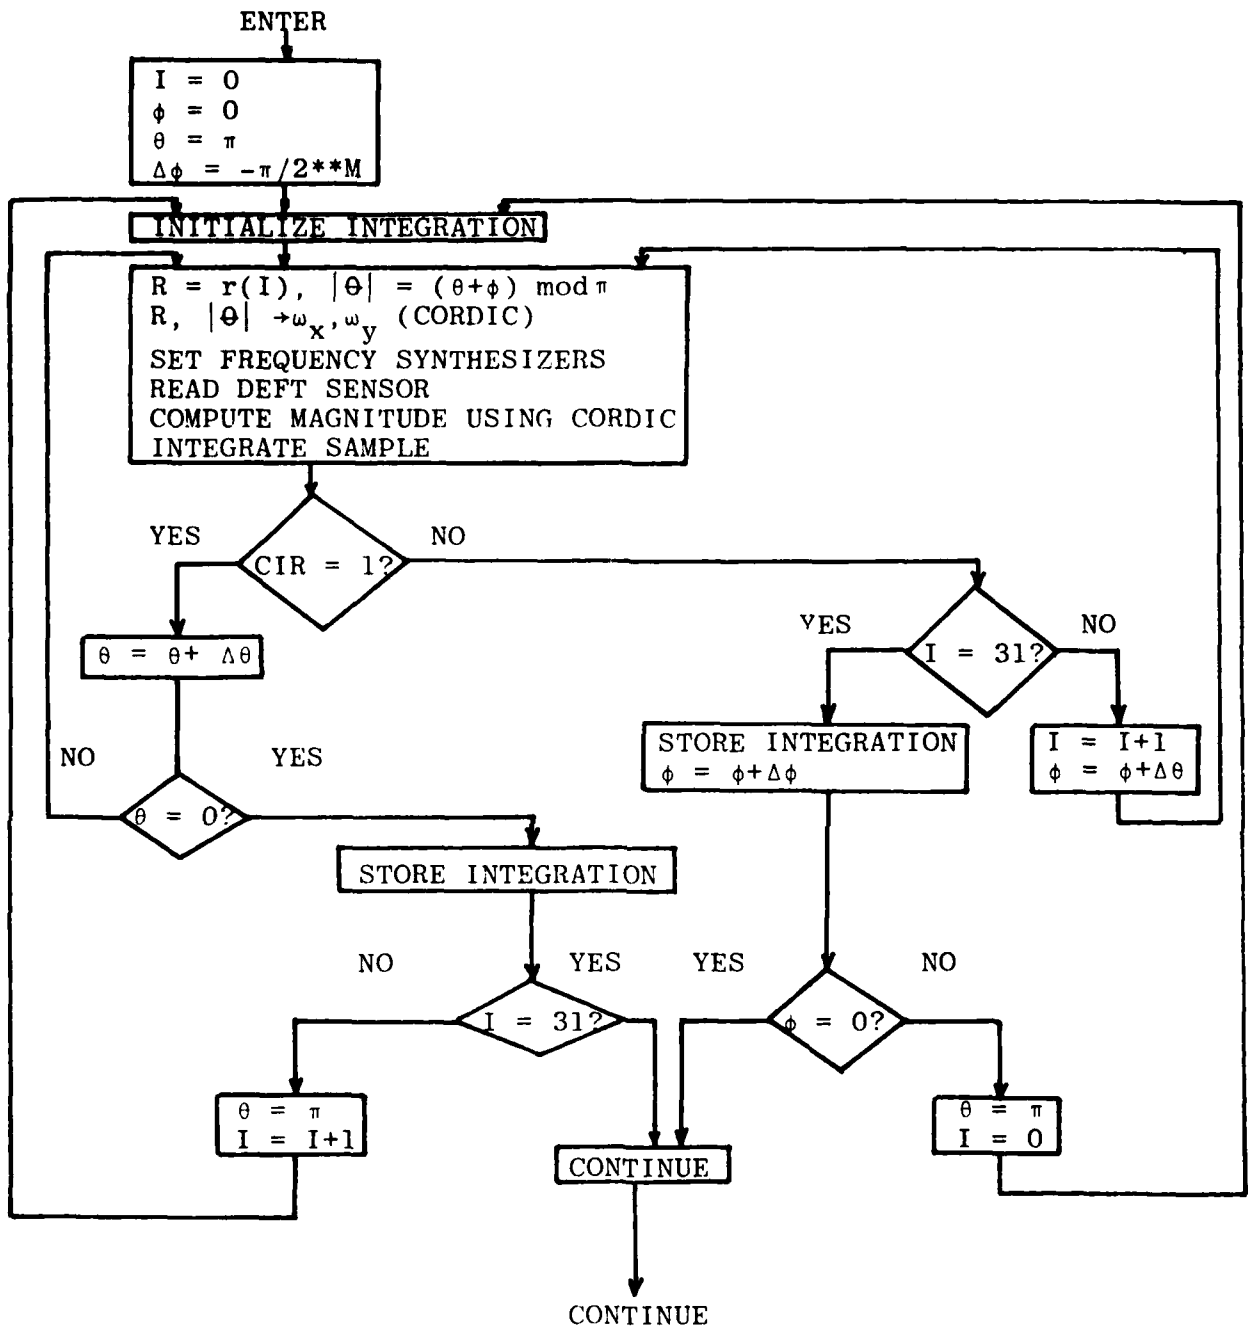 ENTER
I = 0
φ = 0
θ = π
Δφ = -π/2**M
INITIALIZE INTEGRATION
R = r(I), |Θ| = (θ+φ) mod π
R, |Θ| →ω_x, ω_y (CORDIC)
SET FREQUENCY SYNTHESIZERS
READ DEFT SENSOR
COMPUTE MAGNITUDE USING CORDIC
INTEGRATE SAMPLE
YES
NO
CIR = 1?
θ = θ+ Δθ
YES
NO
I = 31?
STORE INTEGRATION
φ = φ+Δφ
I = I+1
φ = φ+Δθ
NO
YES
θ = 0?
STORE INTEGRATION
NO
YES
I = 31?
YES
NO
φ = 0?
θ = π
I = I+1
θ = π
I = 0
CONTINUE
CONTINUE